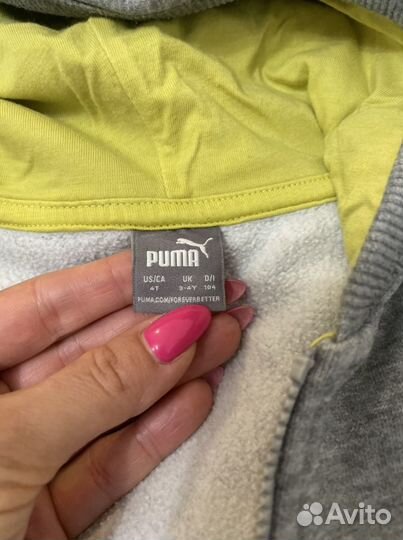 PUMA
US/CA UK D/I
4T 3-4Y 104
PUMA.COM/FOREVERBETTER
Avito